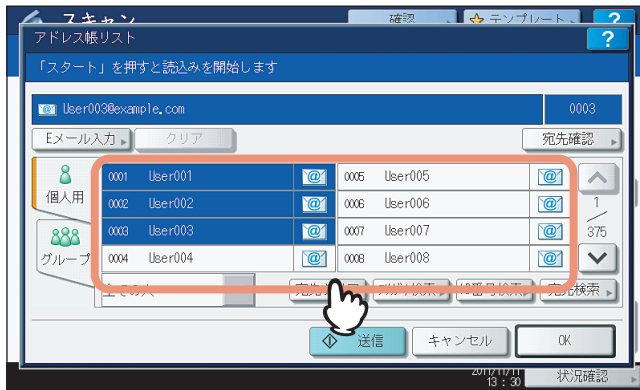 スキャン
確認
テンプレート
?
アドレス帳リスト
?
「スタート」を押すと読込みを開始します
User003@example.com
0003
Eメール入力
クリア
宛先確認
個人用
グループ
0001 User001
0002 User002
0003 User003
0004 User004
0005 User005
0006 User006
0007 User007
0008 User008
1
375
全ての人
宛先検索
送信
キャンセル
OK
2011/11/11
13:30
状況確認